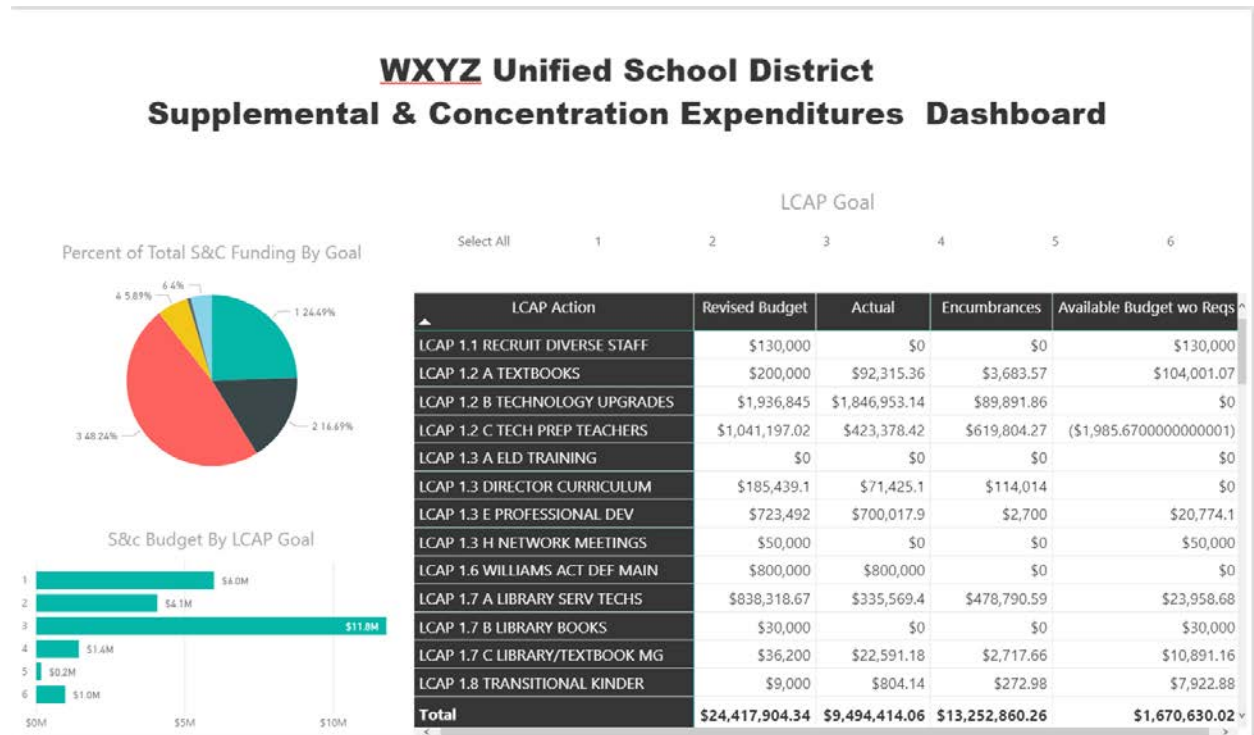 WXYZ Unified School District
Supplemental & Concentration Expenditures Dashboard
LCAP Goal
Select All 1 2 3 4 5 6
Percent of Total S&C Funding By Goal
6 4%
4 5.89%
1 24.49%
2 16.69%
3 48.24%
S&c Budget By LCAP Goal
1 $6.0M
2 $4.1M
3 $11.8M
4 $1.4M
5 $0.2M
6 $1.0M
$0M $5M $10M
LCAP Action Revised Budget Actual Encumbrances Available Budget wo Reqs
LCAP 1.1 RECRUIT DIVERSE STAFF $130,000 $0 $0 $130,000
LCAP 1.2 A TEXTBOOKS $200,000 $92,315.36 $3,683.57 $104,001.07
LCAP 1.2 B TECHNOLOGY UPGRADES $1,936,845 $1,846,953.14 $89,891.86 $0
LCAP 1.2 C TECH PREP TEACHERS $1,041,197.02 $423,378.42 $619,804.27 ($1,985.6700000000001)
LCAP 1.3 A ELD TRAINING $0 $0 $0 $0
LCAP 1.3 DIRECTOR CURRICULUM $185,439.1 $71,425.1 $114,014 $0
LCAP 1.3 E PROFESSIONAL DEV $723,492 $700,017.9 $2,700 $20,774.1
LCAP 1.3 H NETWORK MEETINGS $50,000 $0 $0 $50,000
LCAP 1.6 WILLIAMS ACT DEF MAIN $800,000 $800,000 $0 $0
LCAP 1.7 A LIBRARY SERV TECHS $838,318.67 $335,569.4 $478,790.59 $23,958.68
LCAP 1.7 B LIBRARY BOOKS $30,000 $0 $0 $30,000
LCAP 1.7 C LIBRARY/TEXTBOOK MG $36,200 $22,591.18 $2,717.66 $10,891.16
LCAP 1.8 TRANSITIONAL KINDER $9,000 $804.14 $272.98 $7,922.88
Total $24,417,904.34 $9,494,414.06 $13,252,860.26 $1,670,630.02